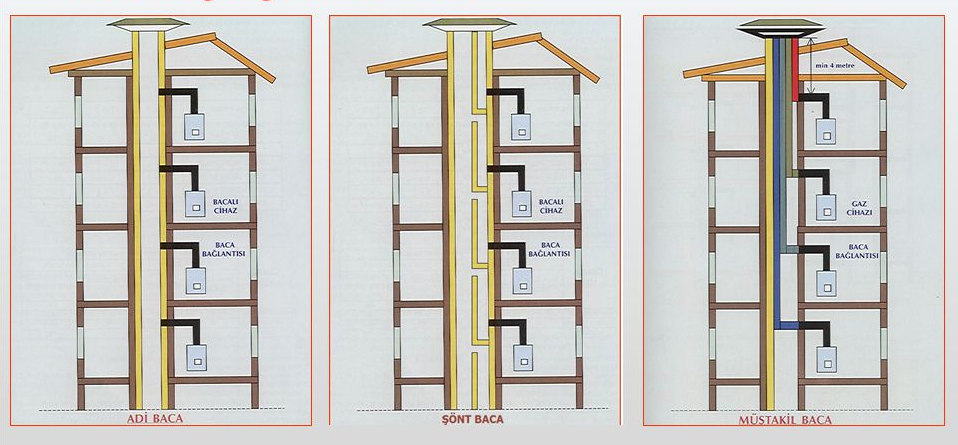 BACALI
CİHAZ
BACA
BAĞLANTISI
ADİ BACA
BACALI
CİHAZ
BACA
BAĞLANTISI
ŞÖNT BACA
min 4 metre
GAZ
CİHAZI
BACA
BAĞLANTISI
MÜSTAKİL BACA